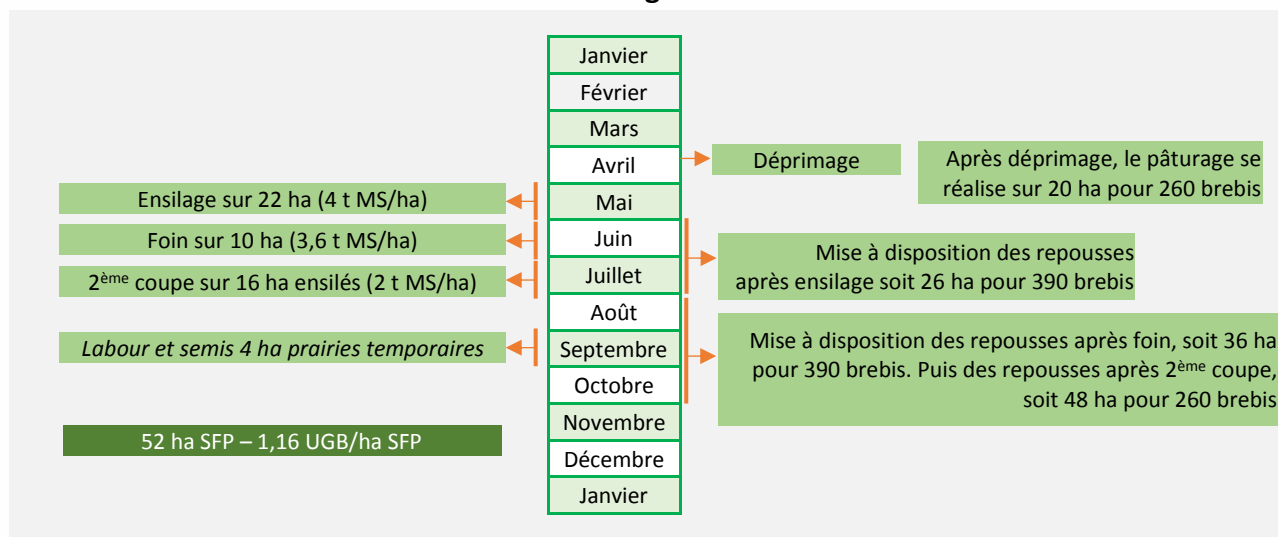 Janvier
Février
Mars
Avril
Mai
Juin
Juillet
Août
Septembre
Octobre
Novembre
Décembre
Janvier
Ensilage sur 22 ha (4 t MS/ha)
Foin sur 10 ha (3,6 t MS/ha)
2ème coupe sur 16 ha ensilés (2 t MS/ha)
Labour et semis 4 ha prairies temporaires
52 ha SFP – 1,16 UGB/ha SFP
Déprimage
Après déprimage, le pâturage se
réalise sur 20 ha pour 260 brebis
Mise à disposition des repousses
après ensilage soit 26 ha pour 390 brebis
Mise à disposition des repousses après foin, soit 36 ha
pour 390 brebis. Puis des repousses après 2ème coupe,
soit 48 ha pour 260 brebis